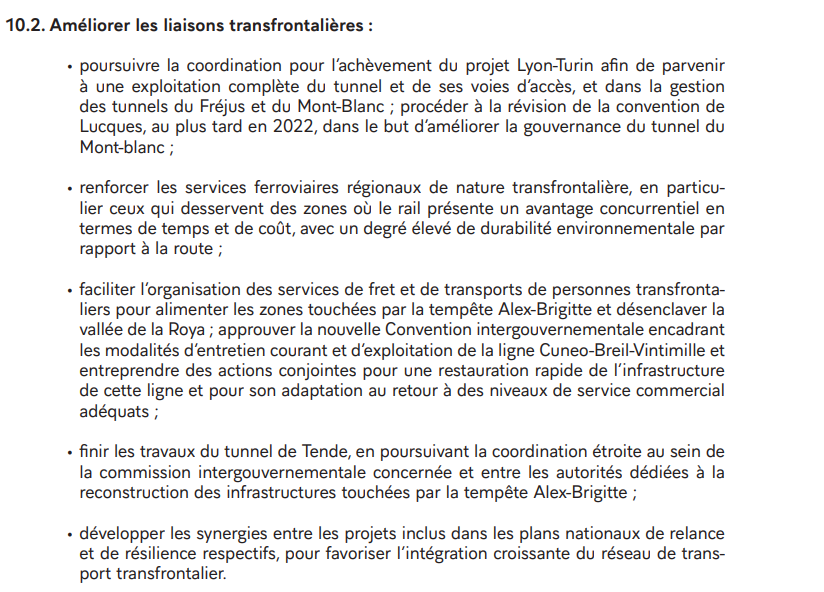 10.2. Améliorer les liaisons transfrontalières :
• poursuivre la coordination pour l’achèvement du projet Lyon-Turin afin de parvenir
à une exploitation complète du tunnel et de ses voies d’accès, et dans la gestion
des tunnels du Fréjus et du Mont-Blanc ; procéder à la révision de la convention de
Lucques, au plus tard en 2022, dans le but d’améliorer la gouvernance du tunnel du
Mont-blanc ;
• renforcer les services ferroviaires régionaux de nature transfrontalière, en particu-
lier ceux qui desservent des zones où le rail présente un avantage concurrentiel en
termes de temps et de coût, avec un degré élevé de durabilité environnementale par
rapport à la route ;
• faciliter l’organisation des services de fret et de transports de personnes transfronta-
liers pour alimenter les zones touchées par la tempête Alex-Brigitte et désenclaver la
vallée de la Roya ; approuver la nouvelle Convention intergouvernementale encadrant
les modalités d’entretien courant et d’exploitation de la ligne Cuneo-Breil-Vintimille et
entreprendre des actions conjointes pour une restauration rapide de l’infrastructure
de cette ligne et pour son adaptation au retour à des niveaux de service commercial
adéquats ;
• finir les travaux du tunnel de Tende, en poursuivant la coordination étroite au sein de
la commission intergouvernementale concernée et entre les autorités dédiées à la
reconstruction des infrastructures touchées par la tempête Alex-Brigitte ;
• développer les synergies entre les projets inclus dans les plans nationaux de relance
et de résilience respectifs, pour favoriser l’intégration croissante du réseau de trans-
port transfrontalier.